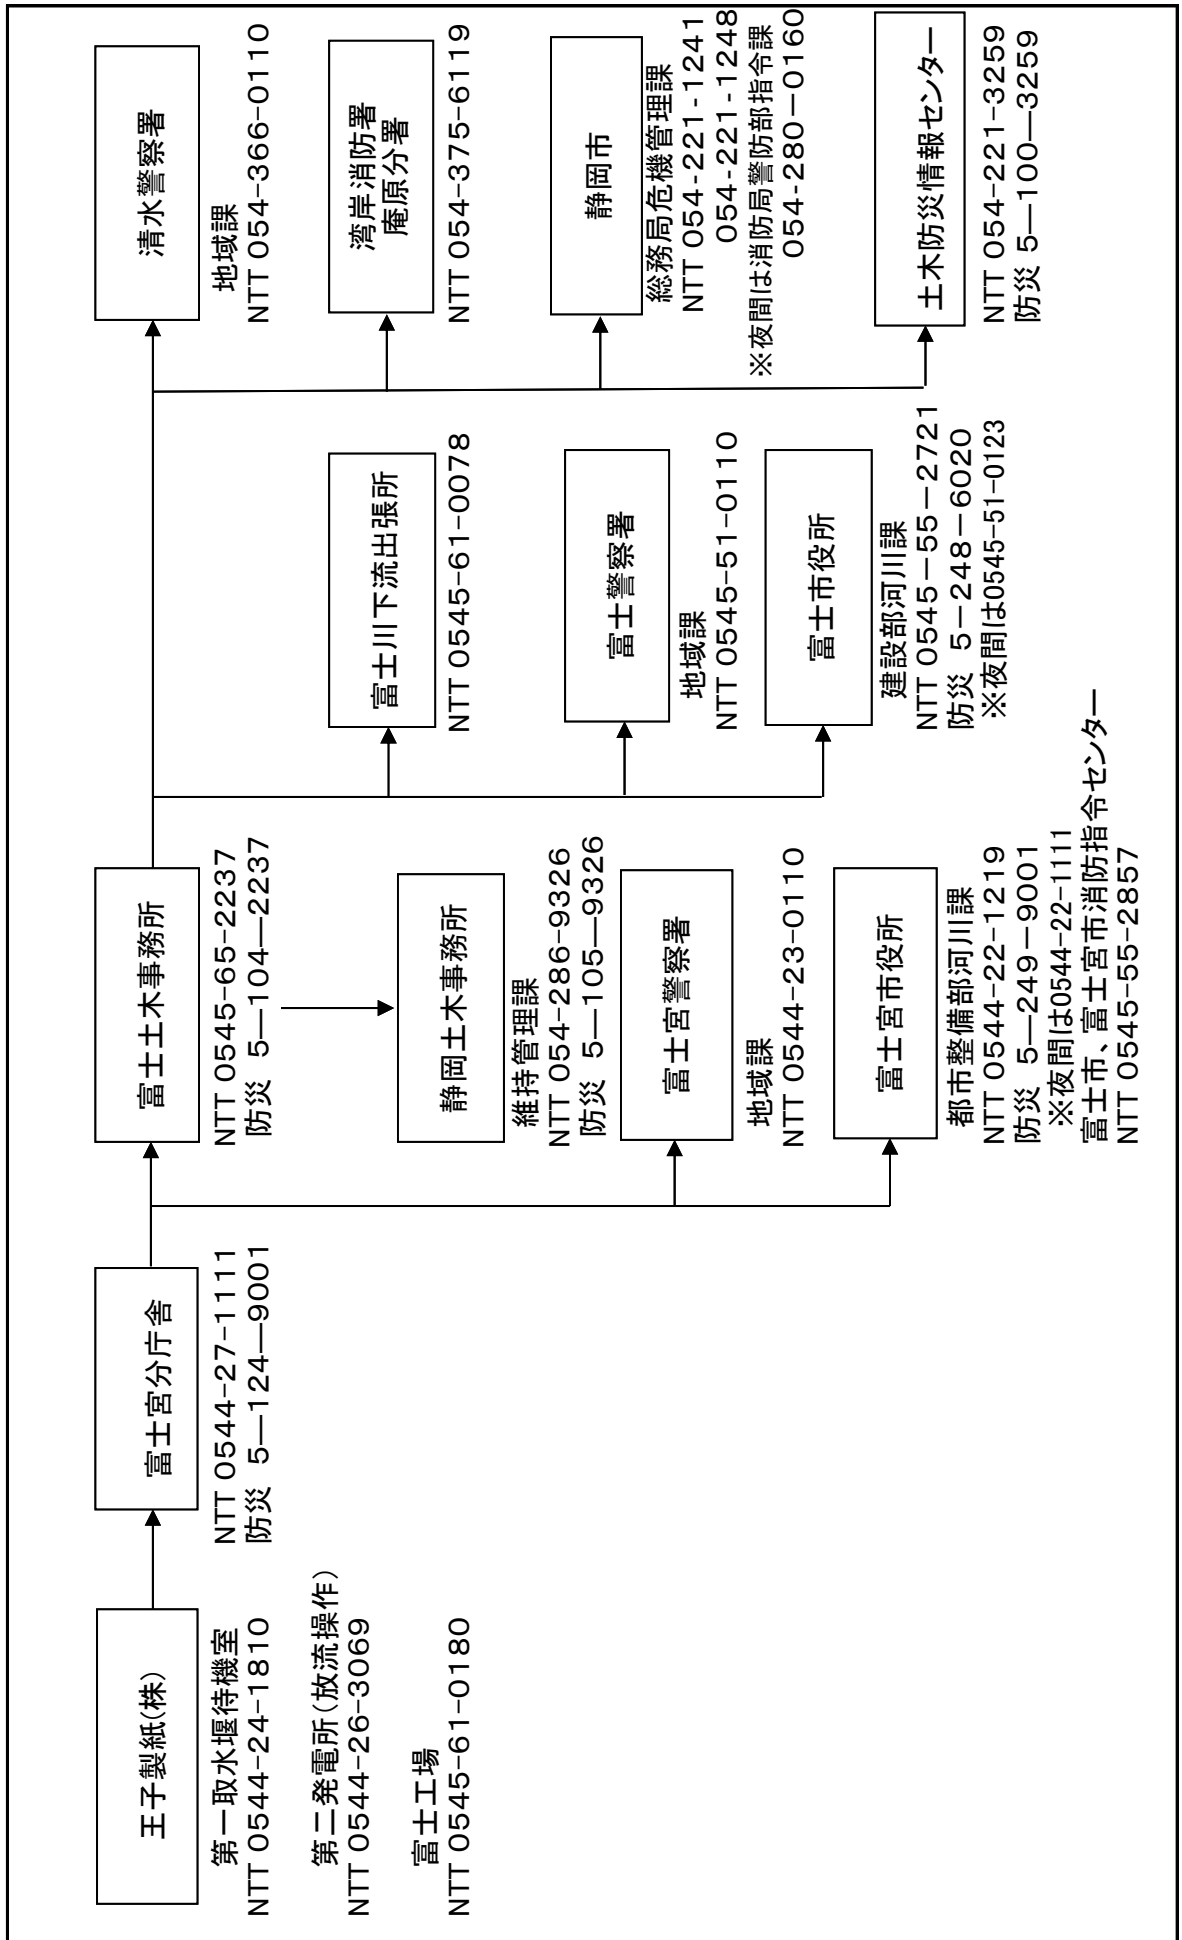 王子製紙(株)
第一取水堰待機室
NTT 0544-24-1810
第二発電所（放流操作）
NTT 0544-26-3069
富士工場
NTT 0545-61-0180
富士宮分庁舎
NTT 0544-27-1111
防災 5―124―9001
富士土木事務所
NTT 0545-65-2237
防災 5―104―2237
静岡土木事務所
維持管理課
NTT 054-286-9326
防災 5―105―9326
富士宮警察署
地域課
NTT 0544-23-0110
富士宮市役所
都市整備部河川課
NTT 0544-22-1219
防災 5－249－9001
※夜間は0544-22-1111
富士市、富士宮市消防指令センター
NTT 0545-55-2857
富士川下流出張所
NTT 0545-61-0078
富士警察署
地域課
NTT 0545-51-0110
富士市役所
建設部河川課
NTT 0545－55－2721
防災 5－248－6020
※夜間は0545-51-0123
清水警察署
地域課
NTT 054-366-0110
湾岸消防署
庵原分署
NTT 054-375-6119
静岡市
総務局危機管理課
NTT 054-221-1241
054-221-1248
※夜間は消防局警防部指令課
054-280－0160
土木防災情報センター
NTT 054-221-3259
防災 5―100―3259